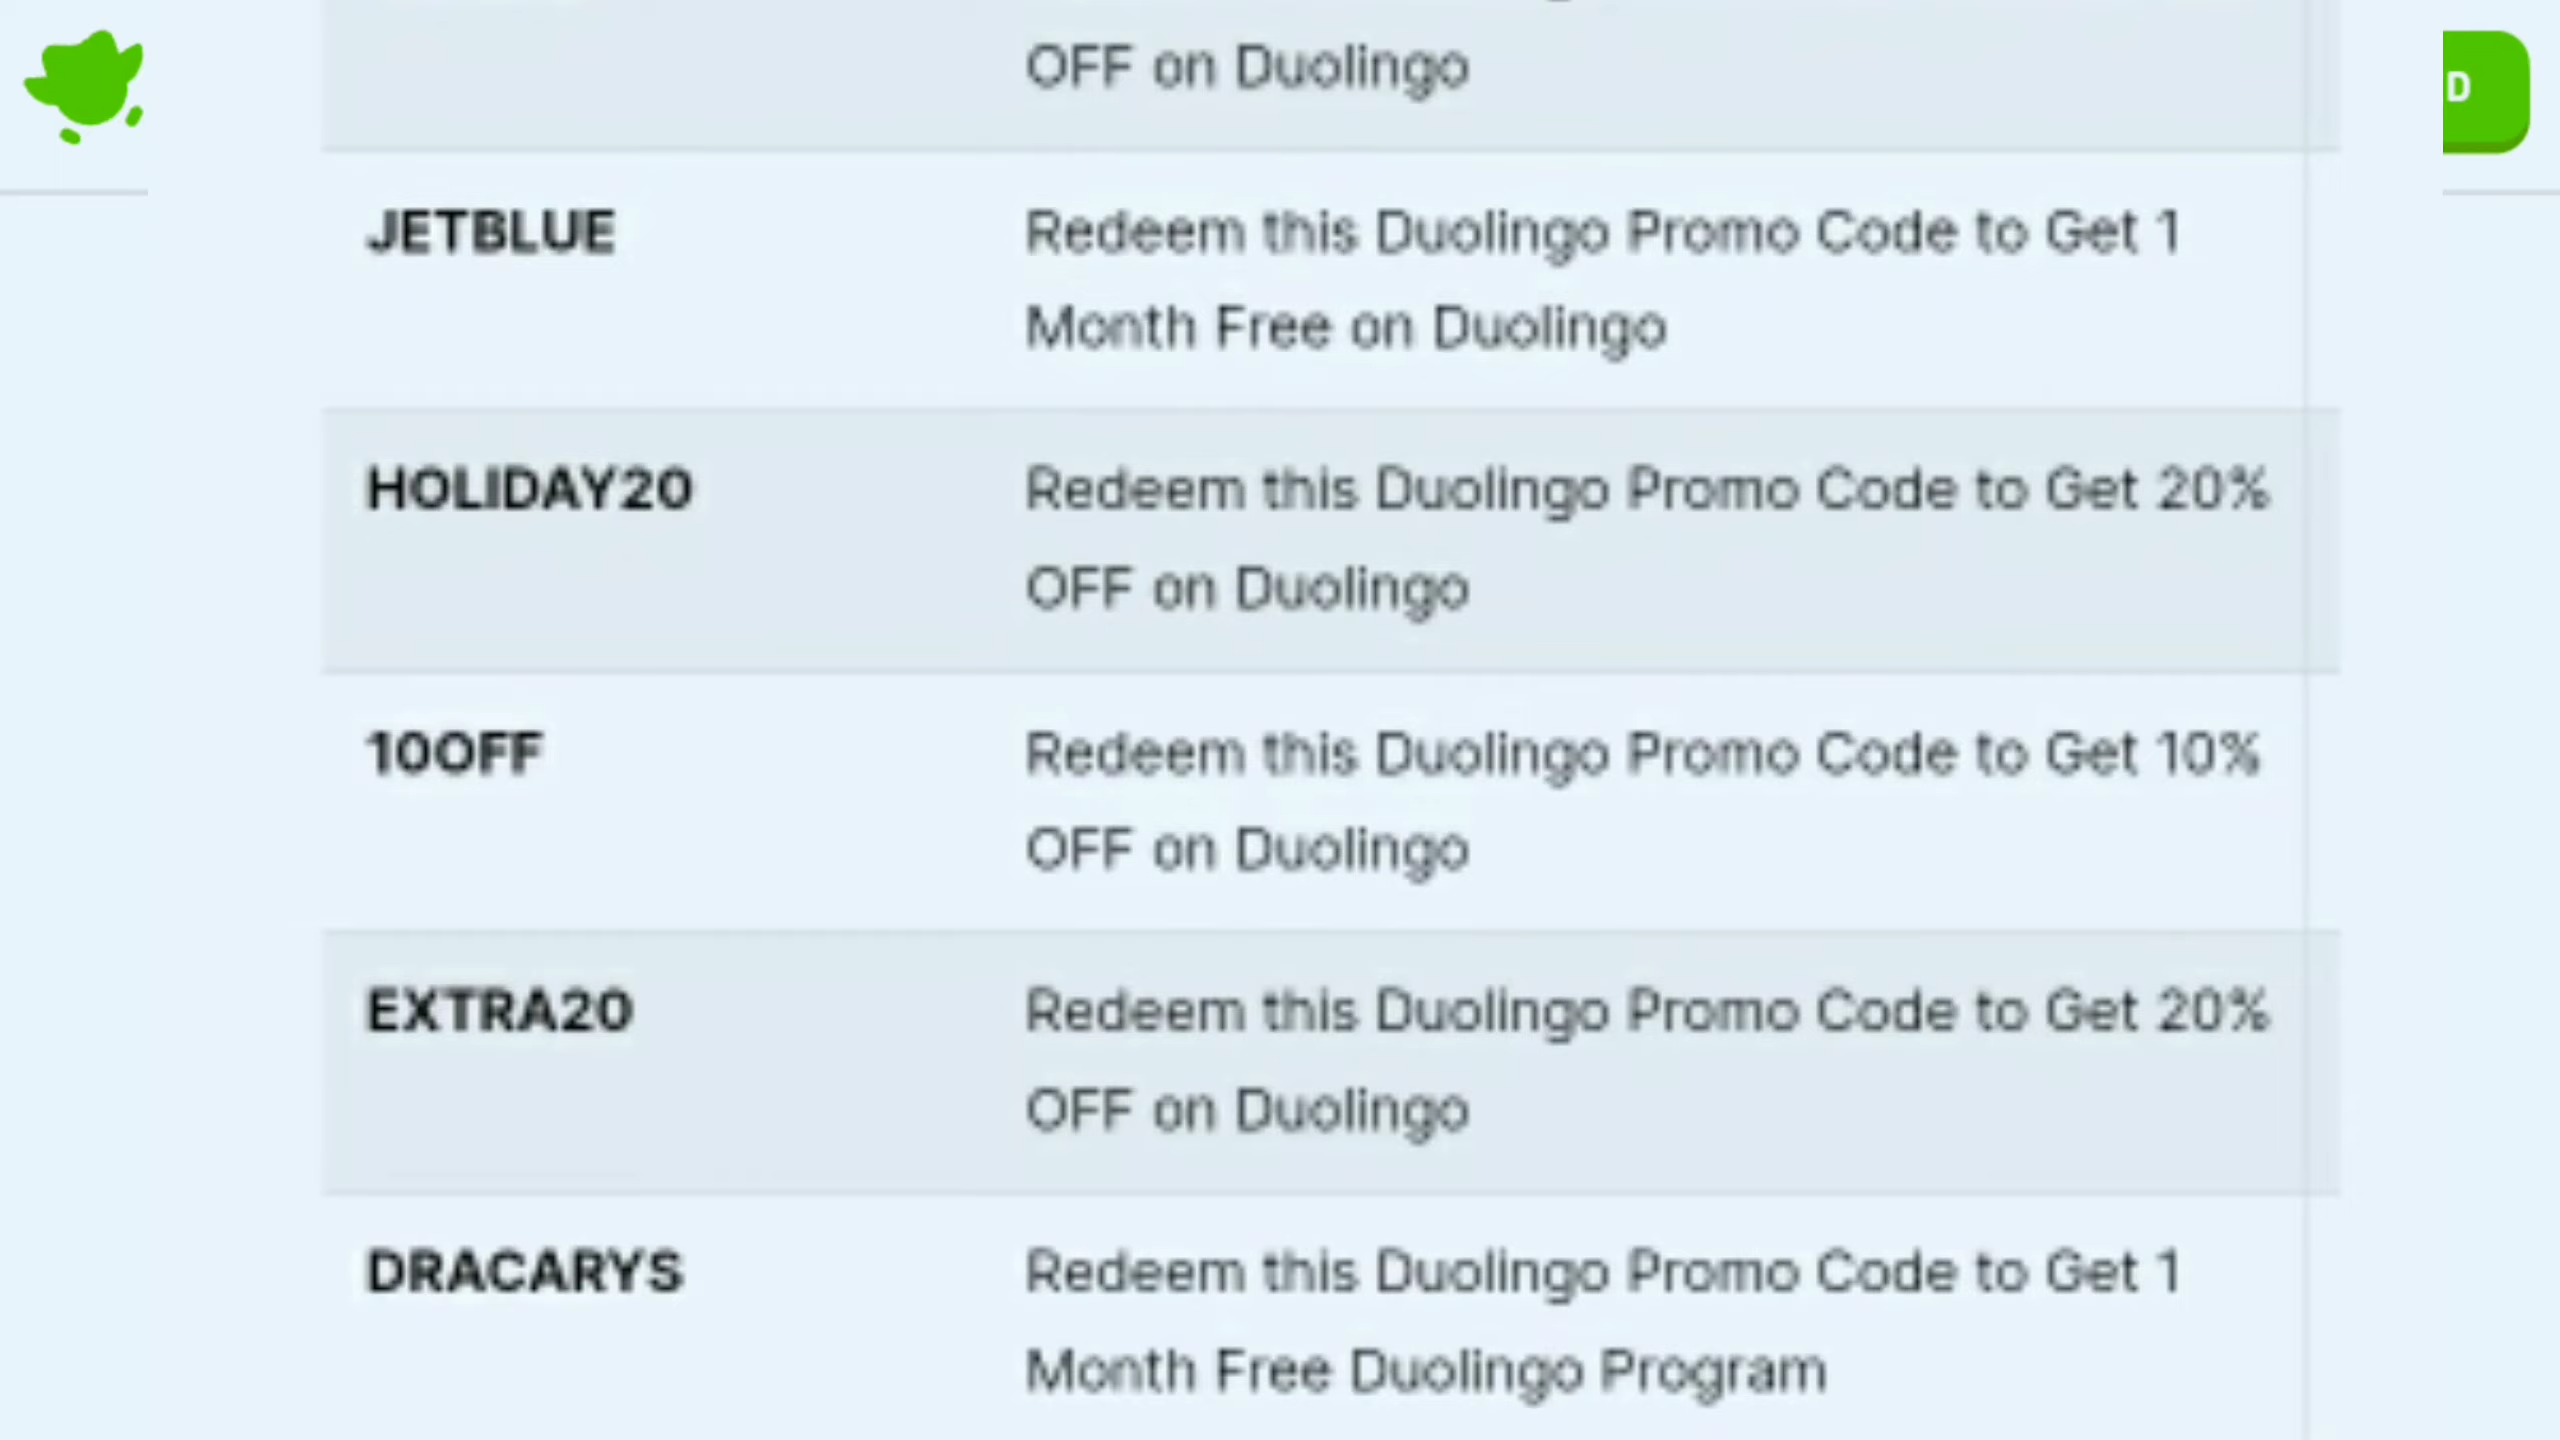 OFF on Duolingo
D
JETBLUE
Redeem this Duolingo Promo Code to Get 1
Month Free on Duolingo
HOLIDAY20
Redeem this Duolingo Promo Code to Get 20%
OFF on Duolingo
10OFF
Redeem this Duolingo Promo Code to Get 10%
OFF on Duolingo
EXTRA20
Redeem this Duolingo Promo Code to Get 20%
OFF on Duolingo
DRACARYS
Redeem this Duolingo Promo Code to Get 1
Month Free Duolingo Program